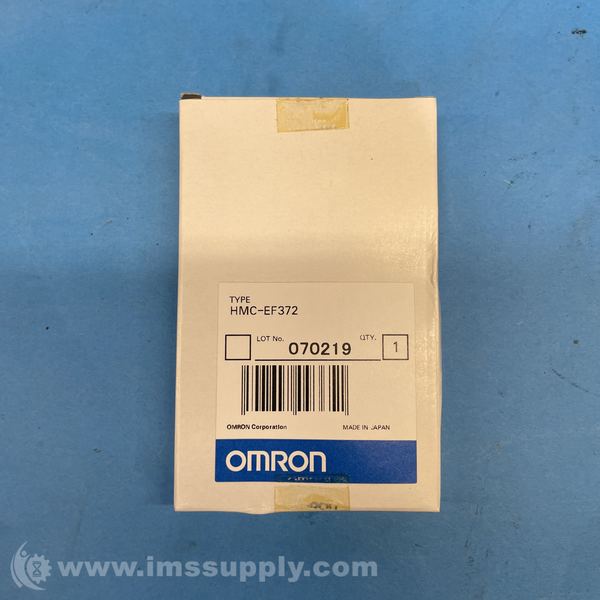 TYPE
HMC-EF372
LOT No. 070219 QTY. 1
OMRON Corporation MADE IN JAPAN
OMRON
www.imssupply.com